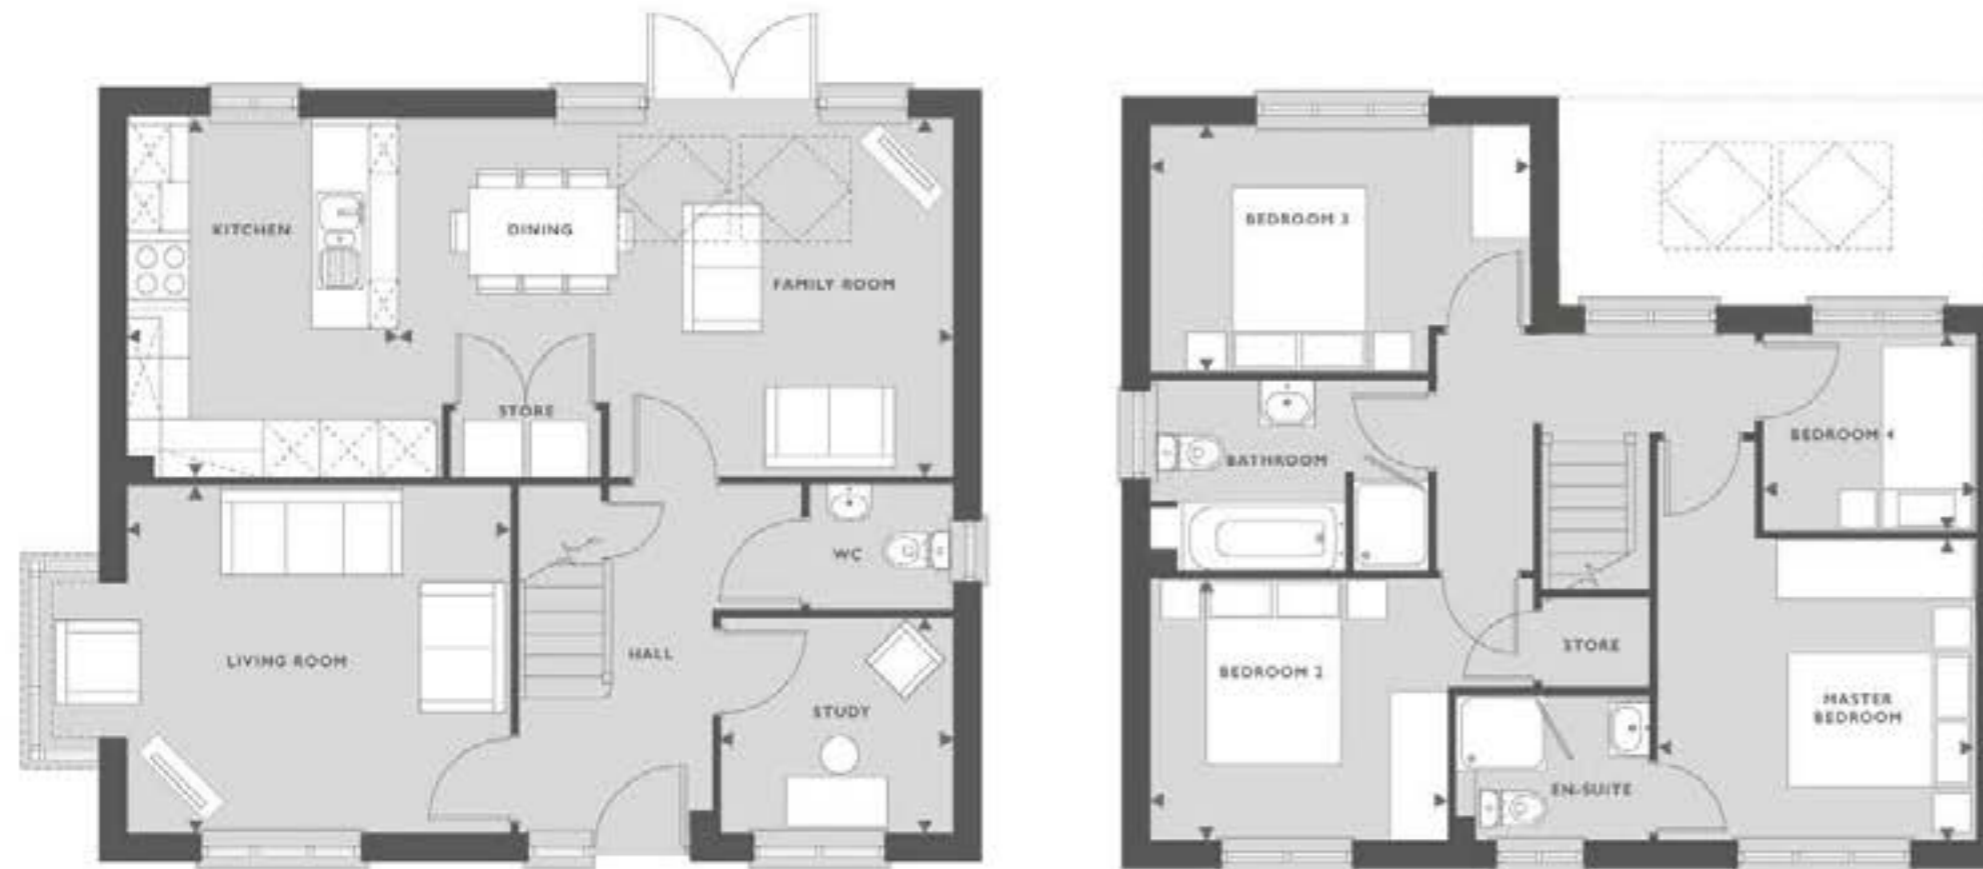 KITCHEN
DINING
FAMILY ROOM
STORE
WC
LIVING ROOM
HALL
STUDY
BEDROOM 3
BEDROOM 4
BATHROOM
BEDROOM 2
STORE
MASTER
BEDROOM
EN-SUITE